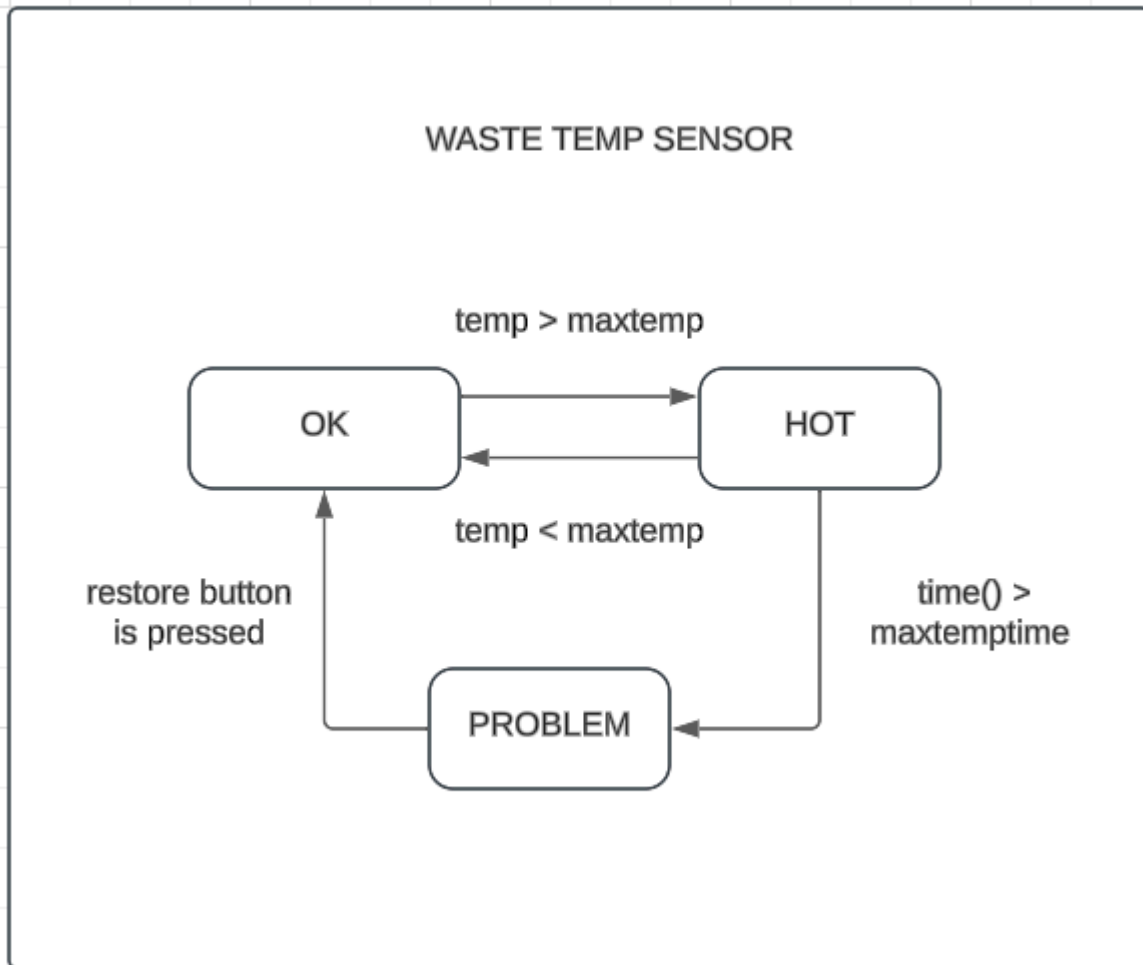 WASTE TEMP SENSOR
temp > maxtemp
OK
HOT
temp < maxtemp
restore button
is pressed
time() >
maxtemptime
PROBLEM